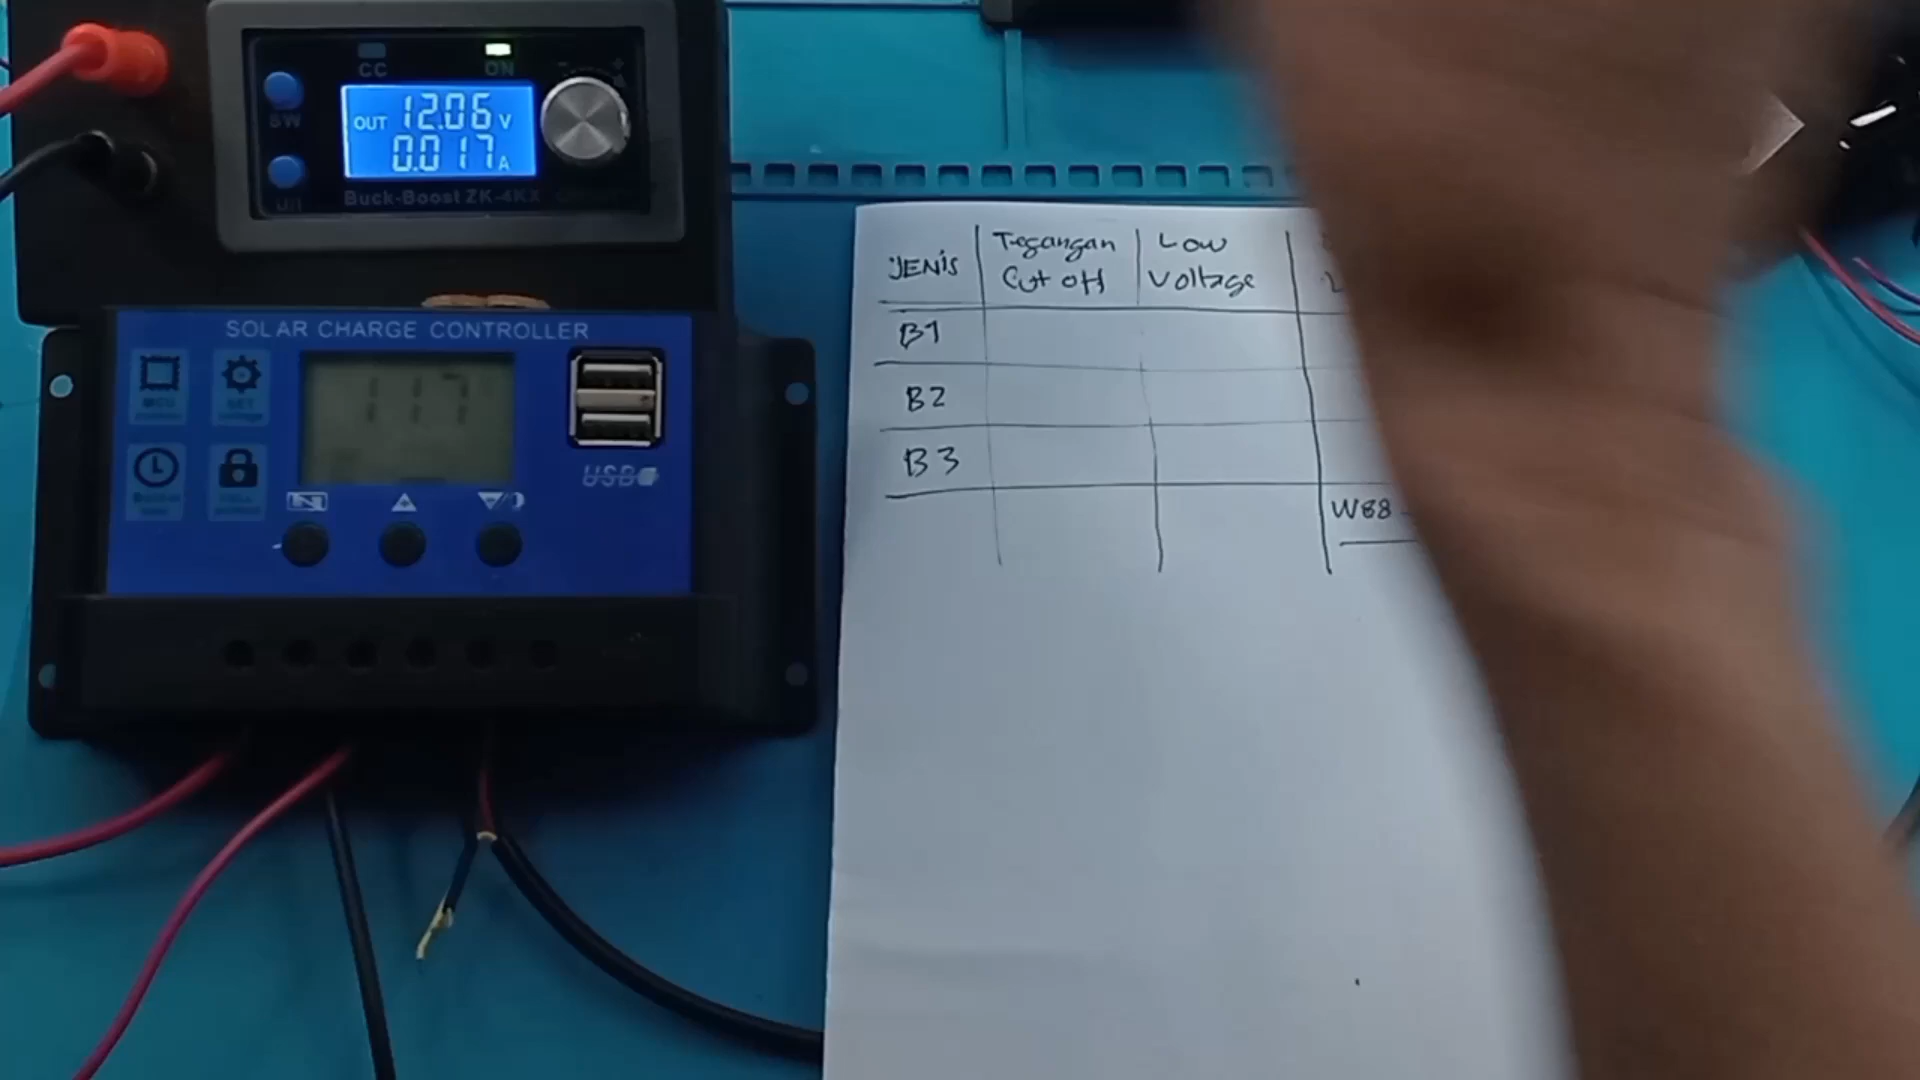 CC ON
SW
OUT 12.06 V
0.017 A
U/I
Buck-Boost ZK-4KX
SOLAR CHARGE CONTROLLER
117
USB
JENIS
Tegangan
Cut off
Low
Voltage
B1
B2
B3
W88